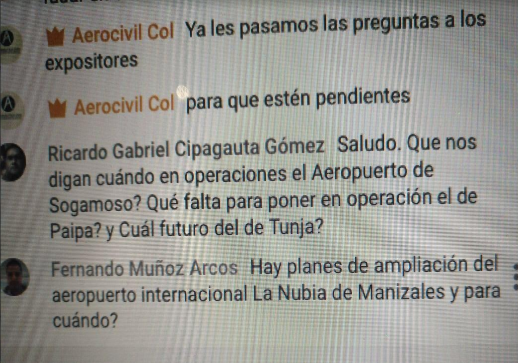 Aerocivil Col Ya les pasamos las preguntas a los
expositores
Aerocivil Col para que estén pendientes
Ricardo Gabriel Cipagauta Gómez Saludo. Que nos
digan cuándo en operaciones el Aeropuerto de
Sogamoso? Qué falta para poner en operación el de
Paipa? y Cuál futuro del de Tunja?
Fernando Muñoz Arcos Hay planes de ampliación del
aeropuerto internacional La Nubia de Manizales y para
cuándo?